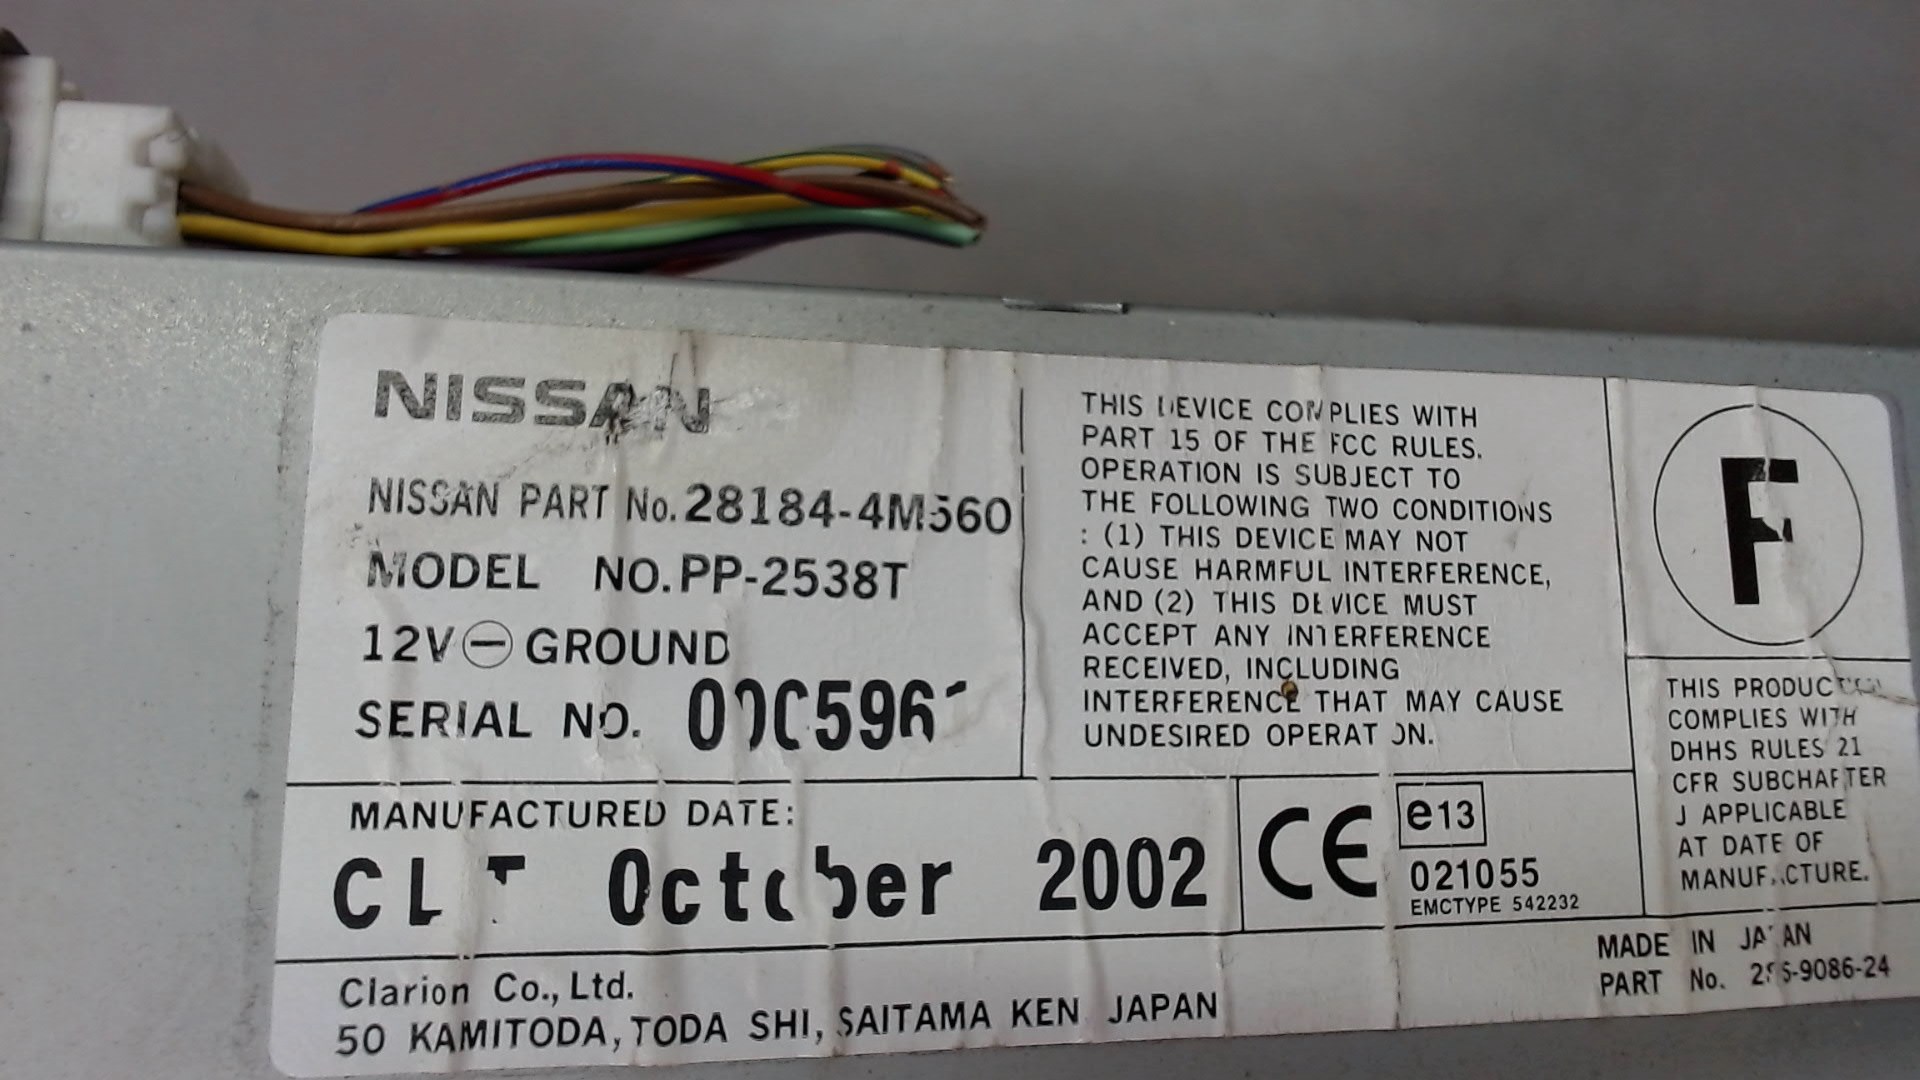 NISSAN
NISSAN PART No.28184-4M560
MODEL NO.PP-2538T
12V GROUND
SERIAL NO.
MANUFACTURED DATE:
October 2002
Clarion Co., Ltd.
50 KAMITODA, TODA SHI, SAITAMA KEN JAPAN
THIS DEVICE COMPLIES WITH
PART 15 OF THE FCC RULES.
OPERATION IS SUBJECT TO
THE FOLLOWING TWO CONDITIONS
: (1) THIS DEVICE MAY NOT
CAUSE HARMFUL INTERFERENCE,
AND (2) THIS DEVICE MUST
ACCEPT ANY INTERFERENCE
RECEIVED, INCLUDING
INTERFERENCE THAT MAY CAUSE
UNDESIRED OPERATION.
CE
e13
021055
EMCTYPE 542232
F
THIS PRODUCT
COMPLIES WITH
DHHS RULES 21
CFR SUBCHAPTER
J APPLICABLE
AT DATE OF
MANUFACTURE.
MADE IN JAPAN
PART No.